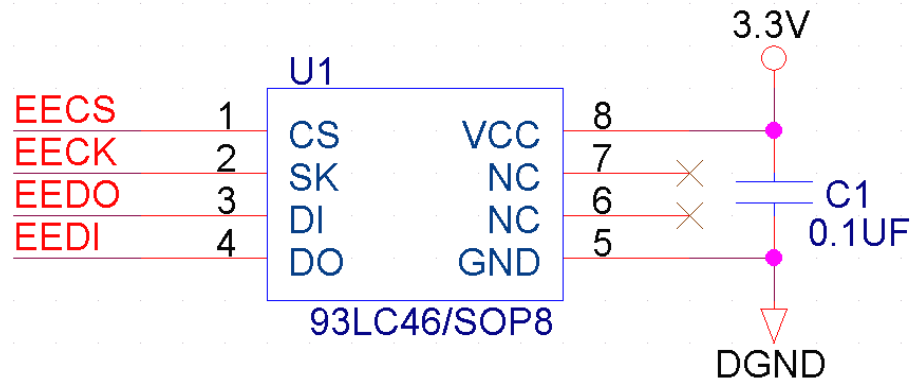 3.3V
U1
EECS 1 CS VCC 8
EECK 2 SK NC 7
EEDO 3 DI NC 6
EEDI 4 DO GND 5
C1
0.1UF
93LC46/SOP8
DGND